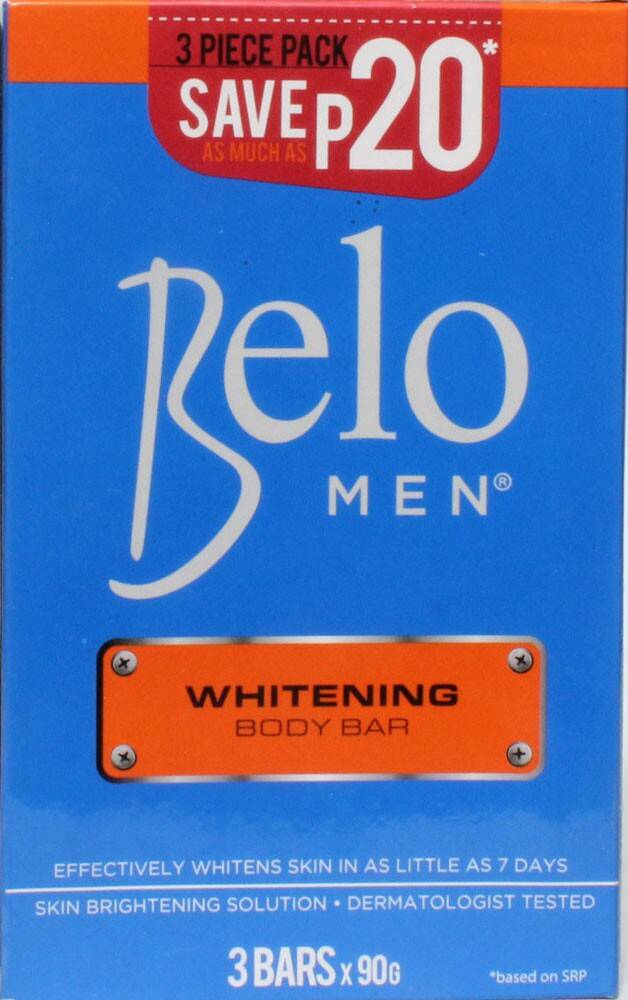 3 PIECE PACK
SAVE P20*
AS MUCH AS
Belo
MEN®
WHITENING
BODY BAR
EFFECTIVELY WHITENS SKIN IN AS LITTLE AS 7 DAYS
SKIN BRIGHTENING SOLUTION • DERMATOLOGIST TESTED
3 BARS x 90G
*based on SRP